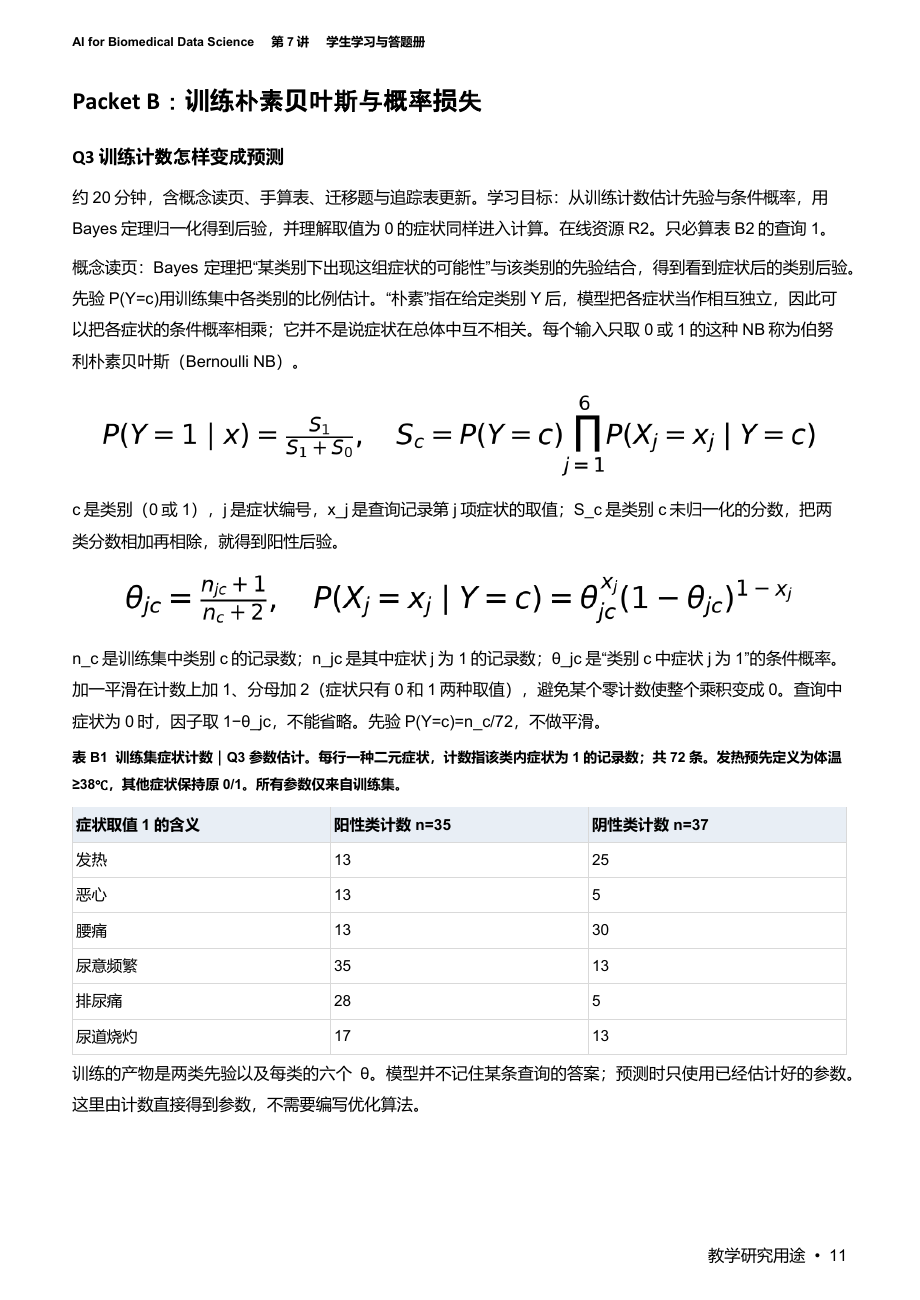 AI for Biomedical Data Science 第 7 讲 学生学习与答题册
Packet B：训练朴素贝叶斯与概率损失
Q3 训练计数怎样变成预测
约 20 分钟，含概念读页、手算表、迁移题与追踪表更新。学习目标：从训练计数估计先验与条件概率，用
Bayes 定理归一化得到后验，并理解取值为 0 的症状同样进入计算。在线资源 R2。只必算表 B2 的查询 1。
概念读页：Bayes 定理把“某类别下出现这组症状的可能性”与该类别的先验结合，得到看到症状后的类别后验。
先验 P(Y=c)用训练集中各类别的比例估计。“朴素”指在给定类别 Y 后，模型把各症状当作相互独立，因此可
以把各症状的条件概率相乘；它并不是说症状在总体中互不相关。每个输入只取 0 或 1 的这种 NB 称为伯努
利朴素贝叶斯（Bernoulli NB）。
P(Y = 1 | x) = S₁ / (S₁ + S₀), S_c = P(Y = c) ∏_{j = 1}^{6} P(X_j = x_j | Y = c)
c 是类别（0 或 1），j 是症状编号，x_j 是查询记录第 j 项症状的取值；S_c 是类别 c 未归一化的分数，把两
类分数相加再相除，就得到阳性后验。
θ_{jc} = (n_{jc} + 1) / (n_c + 2), P(X_j = x_j | Y = c) = θ_{jc}^{x_j}(1 − θ_{jc})^{1 − x_j}
n_c 是训练集中类别 c 的记录数；n_jc 是其中症状 j 为 1 的记录数；θ_jc 是“类别 c 中症状 j 为 1”的条件概率。
加一平滑在计数上加 1、分母加 2（症状只有 0 和 1 两种取值），避免某个零计数使整个乘积变成 0。查询中
症状为 0 时，因子取 1−θ_jc，不能省略。先验 P(Y=c)=n_c/72，不做平滑。
表 B1 训练集症状计数｜Q3 参数估计。每行一种二元症状，计数指该类内症状为 1 的记录数；共 72 条。发热预先定义为体温
≥38℃，其他症状保持原 0/1。所有参数仅来自训练集。
症状取值 1 的含义 阳性类计数 n=35 阴性类计数 n=37
发热 13 25
恶心 13 5
腰痛 13 30
尿意频繁 35 13
排尿痛 28 5
尿道烧灼 17 13
训练的产物是两类先验以及每类的六个 θ。模型并不记住某条查询的答案；预测时只使用已经估计好的参数。
这里由计数直接得到参数，不需要编写优化算法。
教学研究用途 • 11